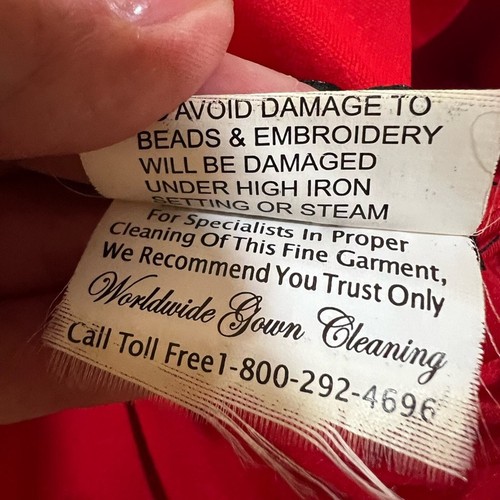 TO AVOID DAMAGE TO
BEADS & EMBROIDERY
WILL BE DAMAGED
UNDER HIGH IRON
SETTING OR STEAM
For Specialists In Proper
Cleaning Of This Fine Garment,
We Recommend You Trust Only
Worldwide Gown Cleaning
Call Toll Free1-800-292-4696